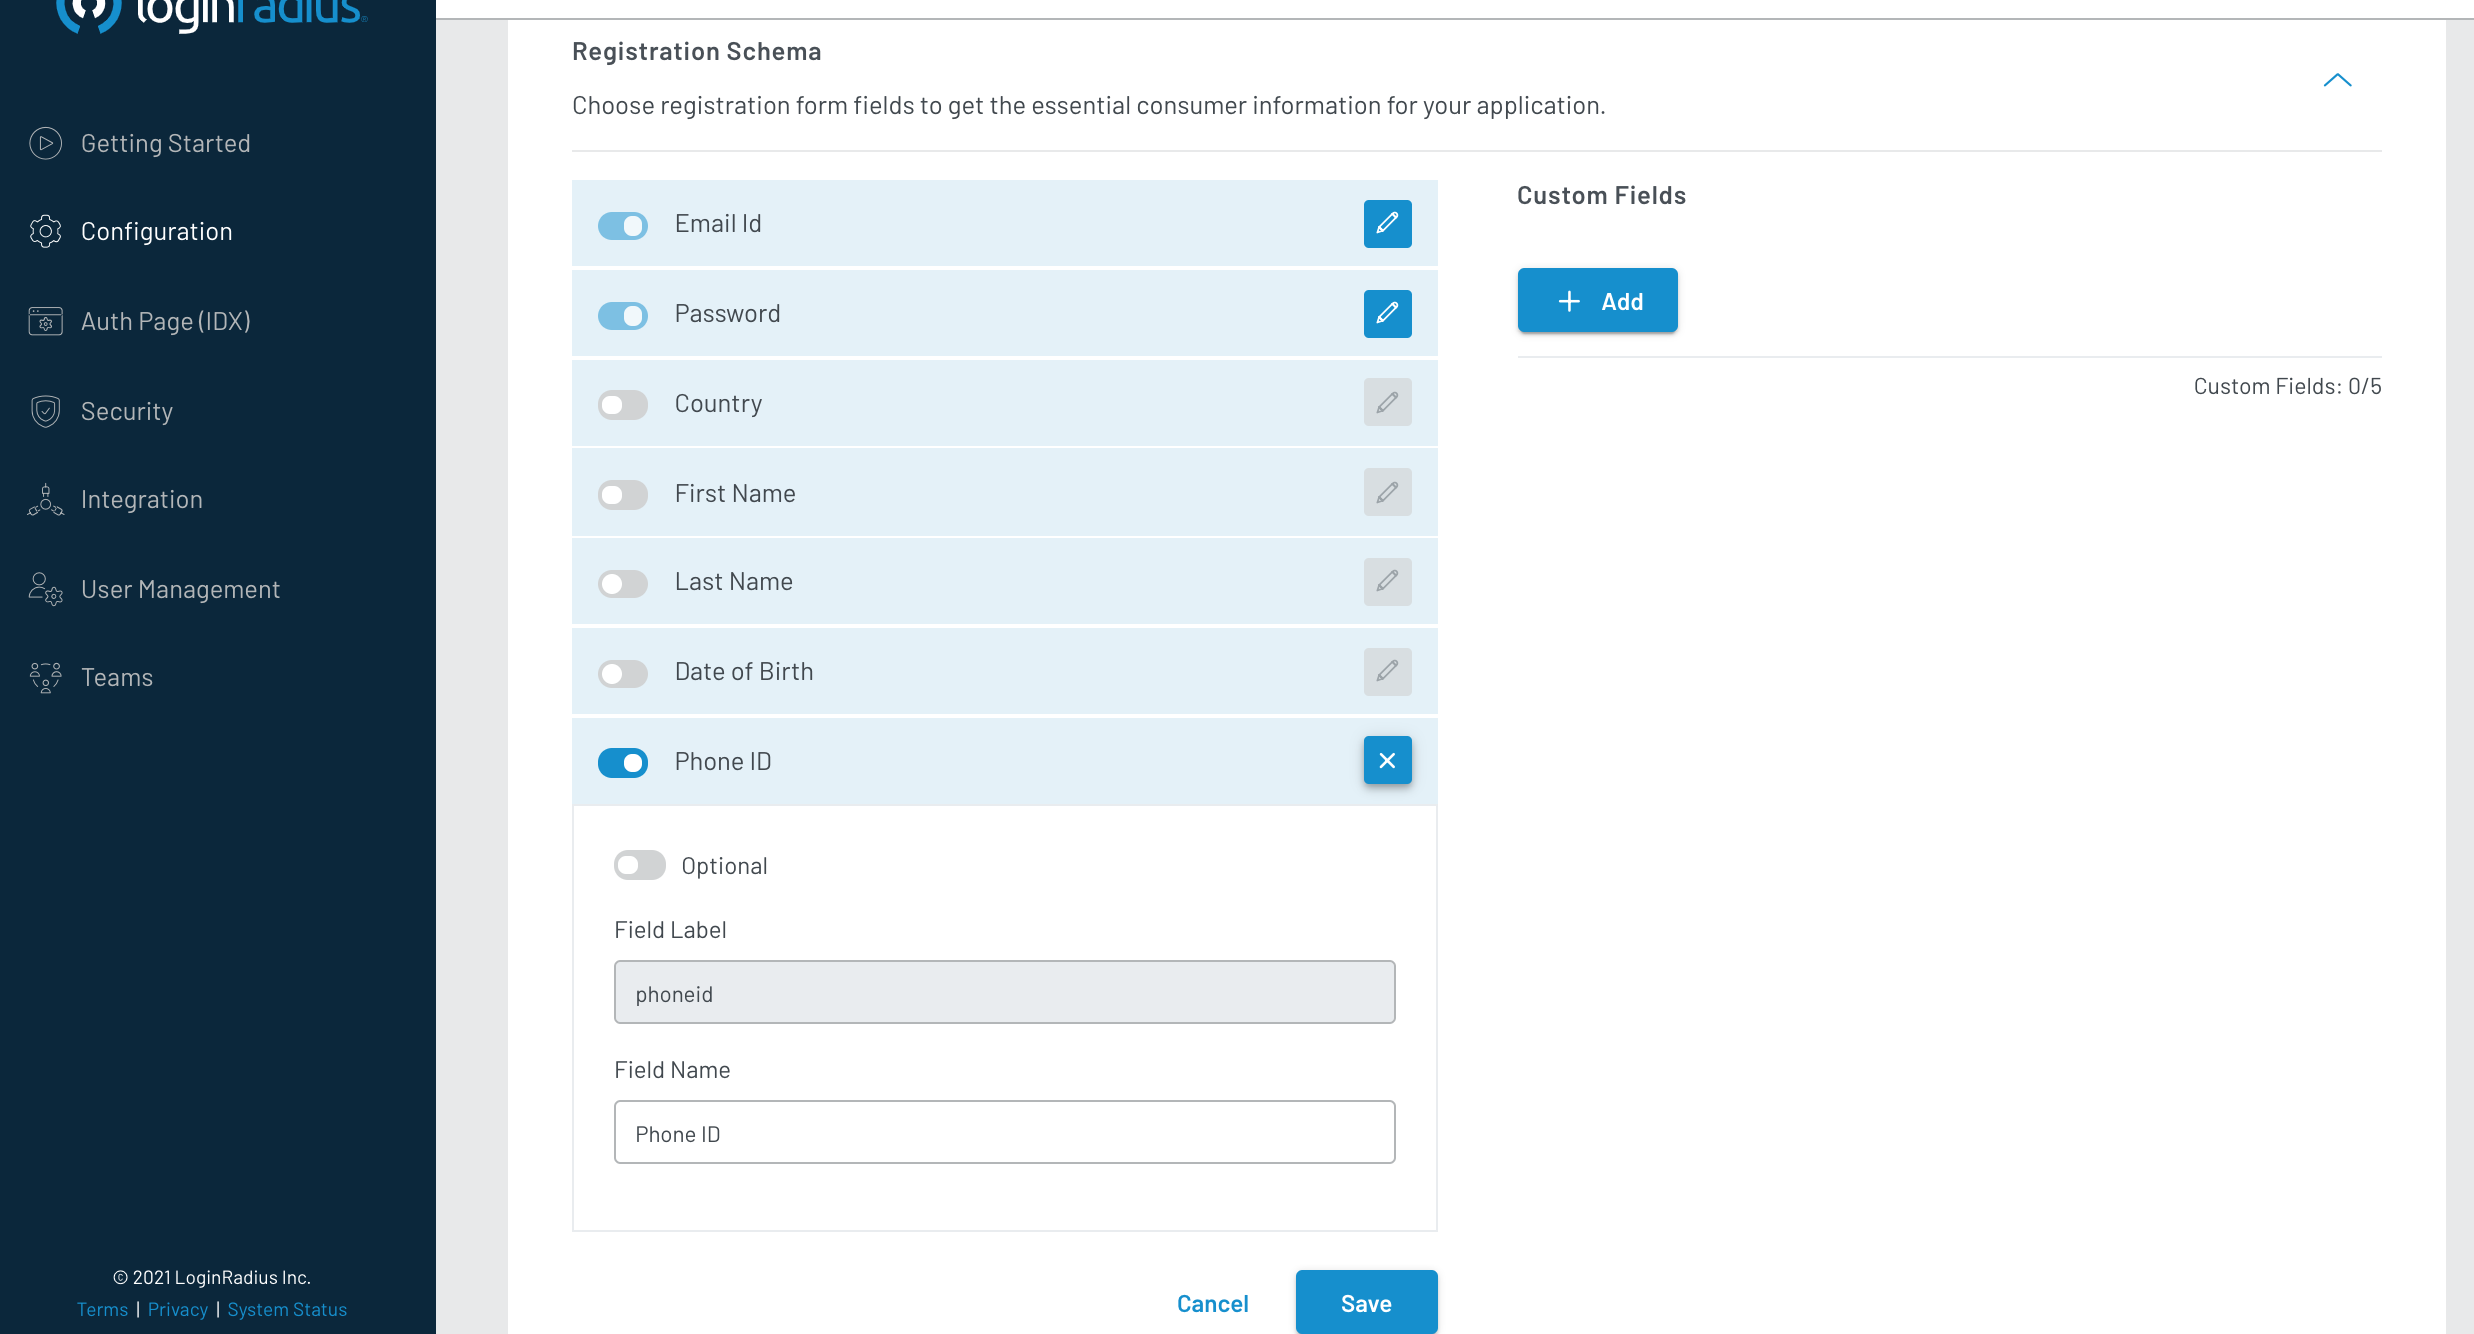 loginradius®
Getting Started
Configuration
Auth Page (IDX)
Security
Integration
User Management
Teams
© 2021 LoginRadius Inc.
Terms | Privacy | System Status
Registration Schema
Choose registration form fields to get the essential consumer information for your application.
Email Id
Password
Country
First Name
Last Name
Date of Birth
Phone ID
Optional
Field Label
phoneid
Field Name
Phone ID
Cancel
Save
Custom Fields
Add
Custom Fields: 0/5